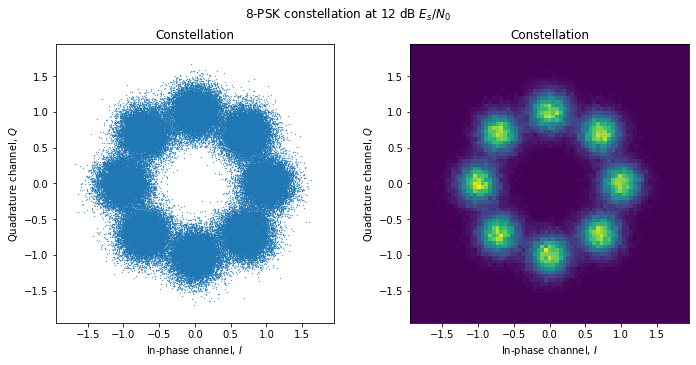 8-PSK constellation at 12 dB Es/N0
Constellation
Quadrature channel, Q
1.5
1.0
0.5
0.0
−0.5
−1.0
−1.5
−1.5 −1.0 −0.5 0.0 0.5 1.0 1.5
In-phase channel, I
Constellation
Quadrature channel, Q
1.5
1.0
0.5
0.0
−0.5
−1.0
−1.5
−1.5 −1.0 −0.5 0.0 0.5 1.0 1.5
In-phase channel, I